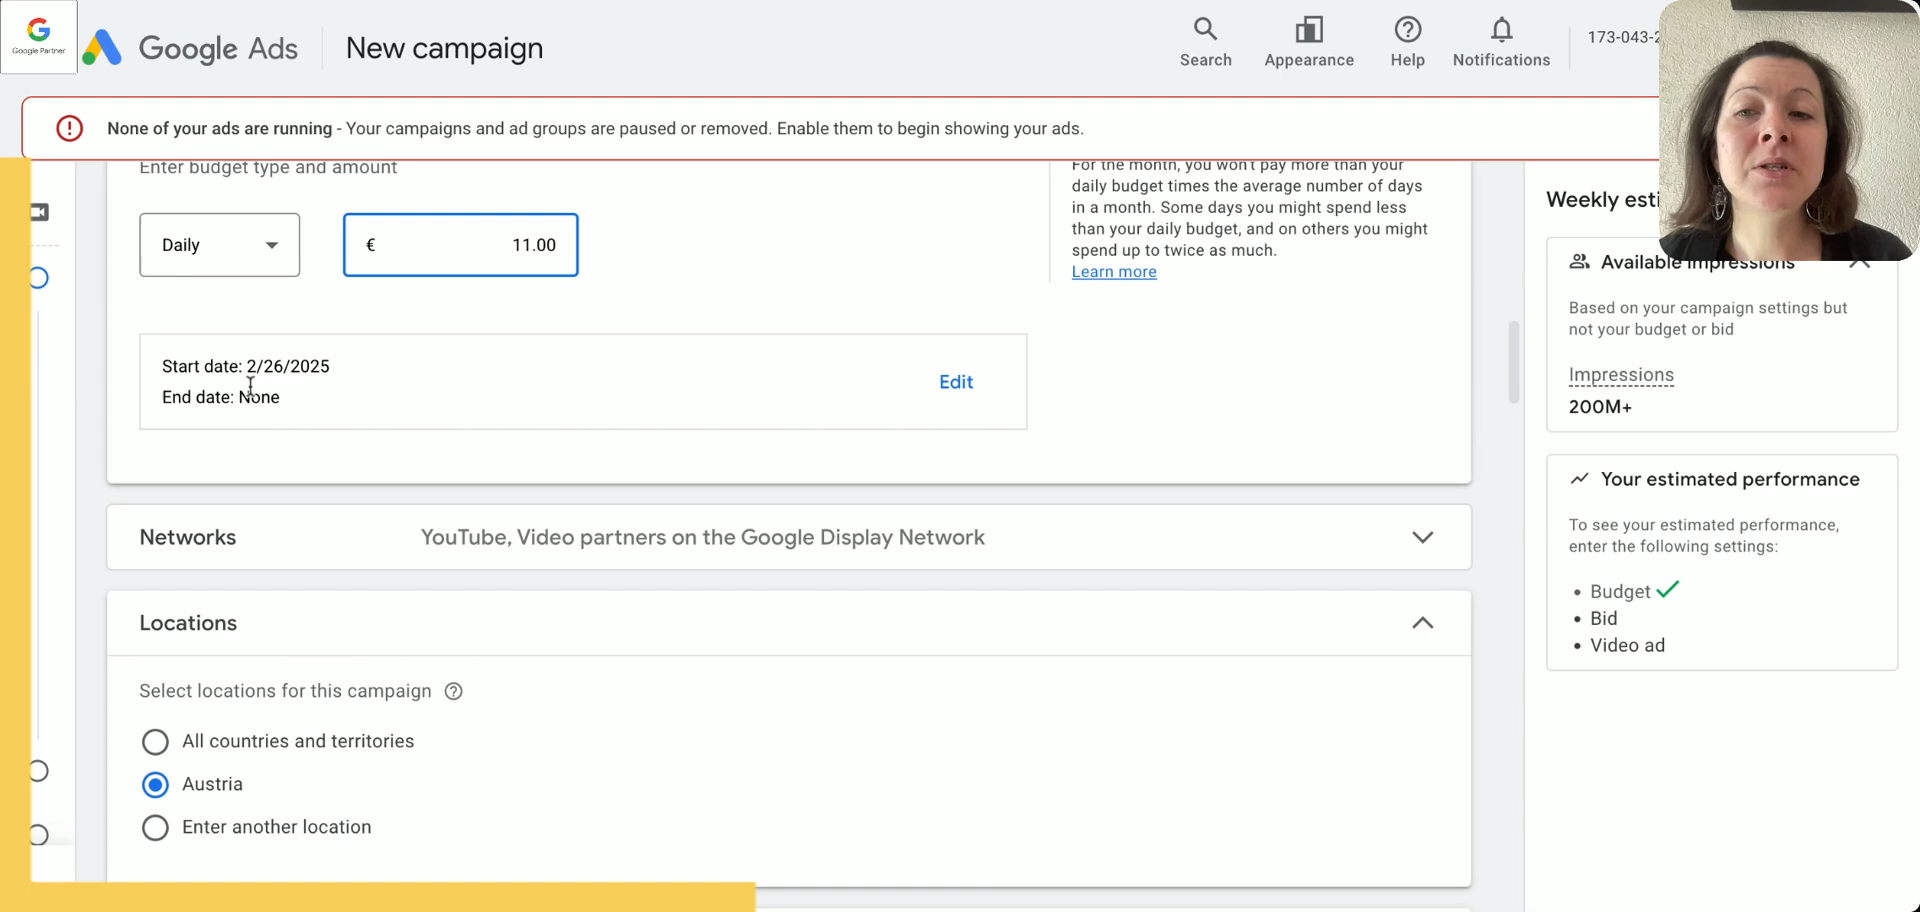 Google Partner
Google Ads
New campaign
Search
Appearance
Help
Notifications
173-043-2
None of your ads are running - Your campaigns and ad groups are paused or removed. Enable them to begin showing your ads.
Enter budget type and amount
Daily
€ 11.00
For the month, you won't pay more than your
daily budget times the average number of days
in a month. Some days you might spend less
than your daily budget, and on others you might
spend up to twice as much.
Learn more
Start date: 2/26/2025
End date: None
Edit
Networks
YouTube, Video partners on the Google Display Network
Locations
Select locations for this campaign
All countries and territories
Austria
Enter another location
Weekly esti
Available impressions
Based on your campaign settings but
not your budget or bid
Impressions
200M+
Your estimated performance
To see your estimated performance,
enter the following settings:
• Budget
• Bid
• Video ad